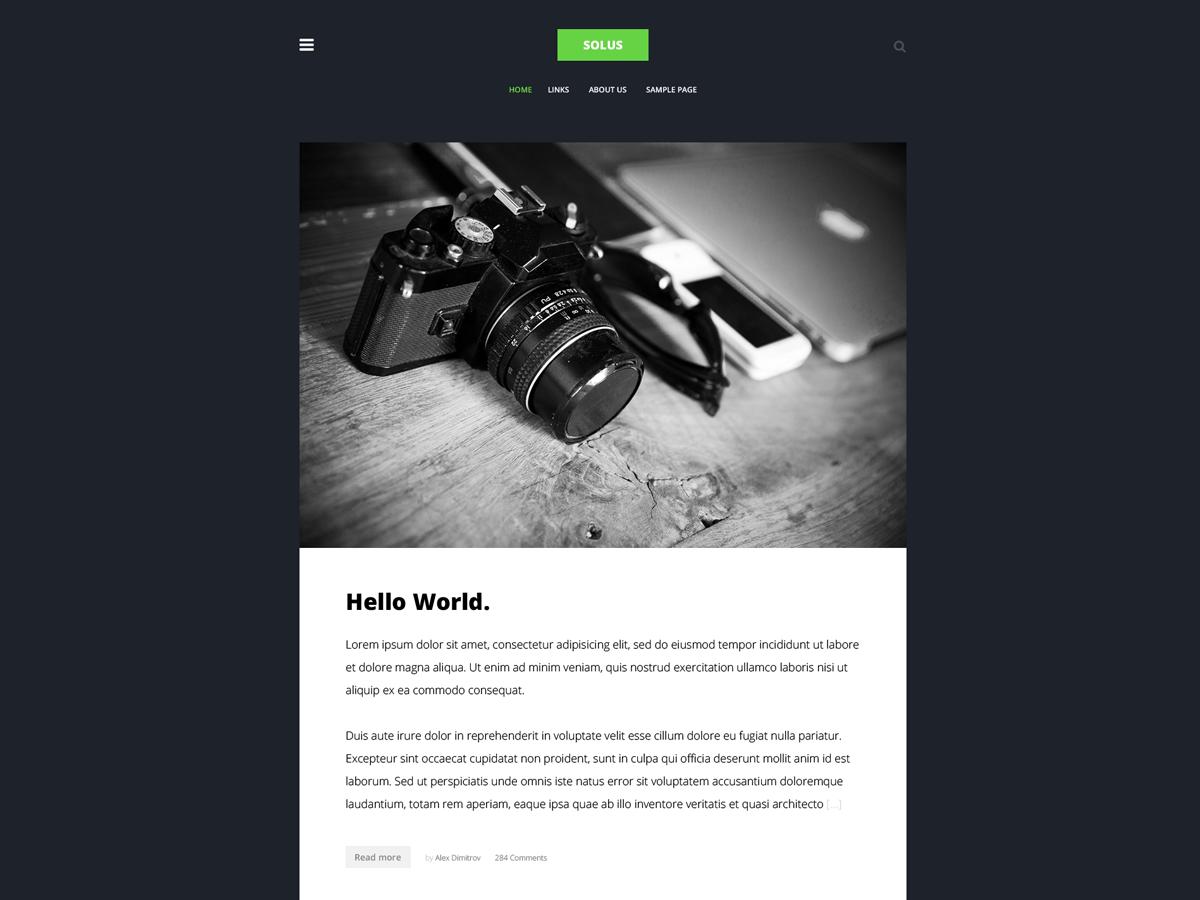 SOLUS
HOME LINKS ABOUT US SAMPLE PAGE
Hello World.
Lorem ipsum dolor sit amet, consectetur adipisicing elit, sed do eiusmod tempor incididunt ut labore
et dolore magna aliqua. Ut enim ad minim veniam, quis nostrud exercitation ullamco laboris nisi ut
aliquip ex ea commodo consequat.
Duis aute irure dolor in reprehenderit in voluptate velit esse cillum dolore eu fugiat nulla pariatur.
Excepteur sint occaecat cupidatat non proident, sunt in culpa qui officia deserunt mollit anim id est
laborum. Sed ut perspiciatis unde omnis iste natus error sit voluptatem accusantium doloremque
laudantium, totam rem aperiam, eaque ipsa quae ab illo inventore veritatis et quasi architecto [...]
Read more by Alex Dimitrov 284 Comments